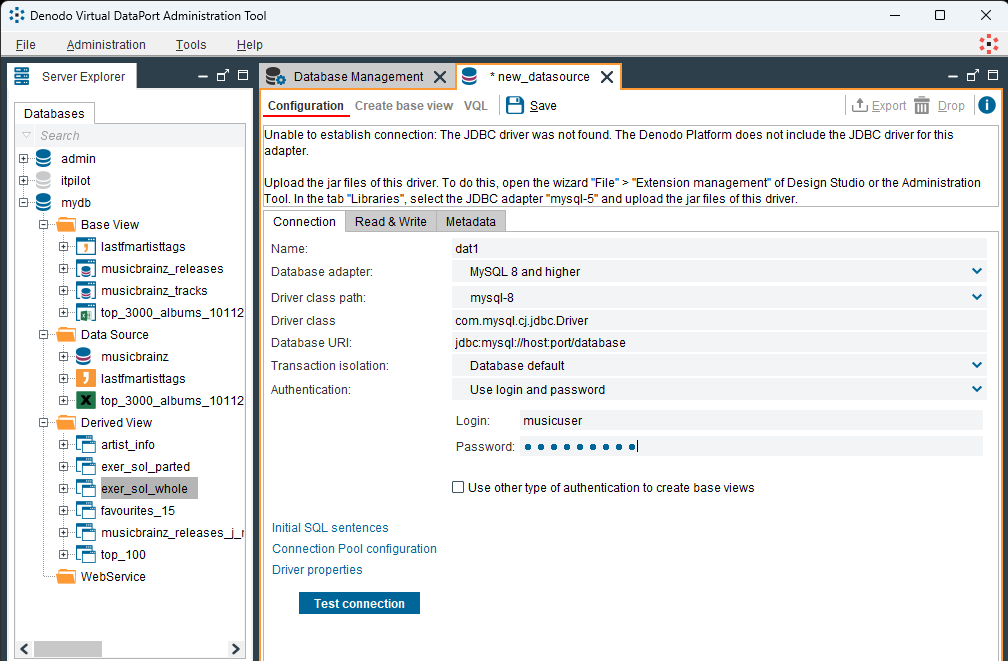 Denodo Virtual DataPort Administration Tool
File Administration Tools Help
Server Explorer
Databases
Search
admin
itpilot
mydb
Base View
lastfmartisttags
musicbrainz_releases
musicbrainz_tracks
top_3000_albums_10112
Data Source
musicbrainz
lastfmartisttags
top_3000_albums_10112
Derived View
artist_info
exer_sol_parted
exer_sol_whole
favourites_15
musicbrainz_releases_j_
top_100
WebService
Database Management * new_datasource
Configuration Create base view VQL Save Export Drop
Unable to establish connection: The JDBC driver was not found. The Denodo Platform does not include the JDBC driver for this
adapter.
Upload the jar files of this driver. To do this, open the wizard "File" > "Extension management" of Design Studio or the Administration
Tool. In the tab "Libraries", select the JDBC adapter "mysql-5" and upload the jar files of this driver.
Connection Read & Write Metadata
Name: dat1
Database adapter: MySQL 8 and higher
Driver class path: mysql-8
Driver class com.mysql.cj.jdbc.Driver
Database URI: jdbc:mysql://host:port/database
Transaction isolation: Database default
Authentication: Use login and password
Login: musicuser
Password:
Use other type of authentication to create base views
Initial SQL sentences
Connection Pool configuration
Driver properties
Test connection